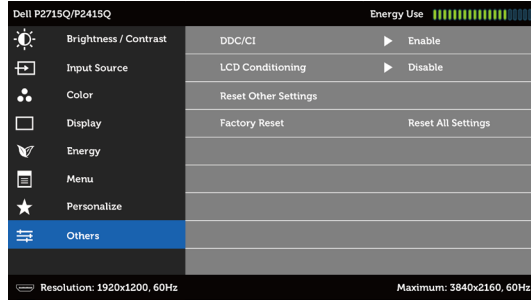 Dell P2715Q/P2415Q Energy Use
Brightness / Contrast DDC/CI Enable
Input Source LCD Conditioning Disable
Color Reset Other Settings
Display Factory Reset Reset All Settings
Energy
Menu
Personalize
Others
Resolution: 1920x1200, 60Hz Maximum: 3840x2160, 60Hz